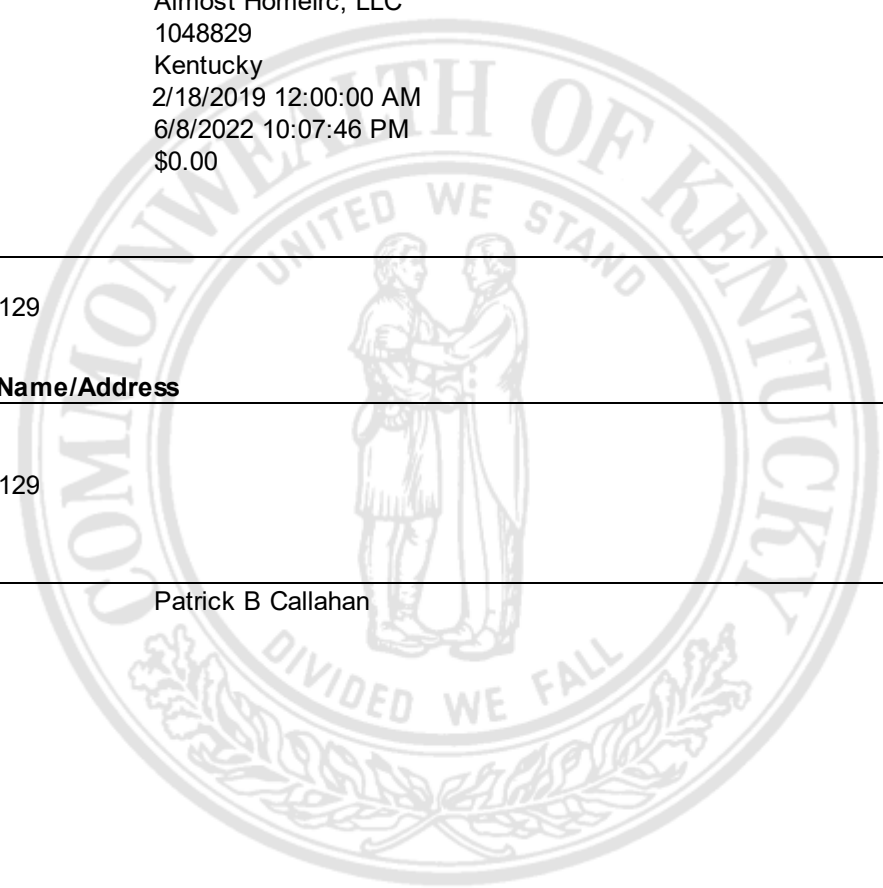 Almost Homeirc, LLC
1048829
Kentucky
2/18/2019 12:00:00 AM
6/8/2022 10:07:46 PM
$0.00
129
Name/Address
129
Patrick B Callahan
COMMONWEALTH OF KENTUCKY
UNITED WE STAND
DIVIDED WE FALL